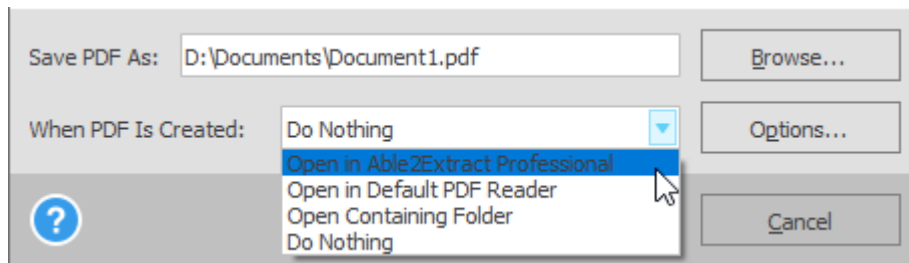 Save PDF As: D:\Documents\Document1.pdf Browse...
When PDF Is Created: Do Nothing Options...
Open in Able2Extract Professional
Open in Default PDF Reader
Open Containing Folder
Do Nothing
? Cancel